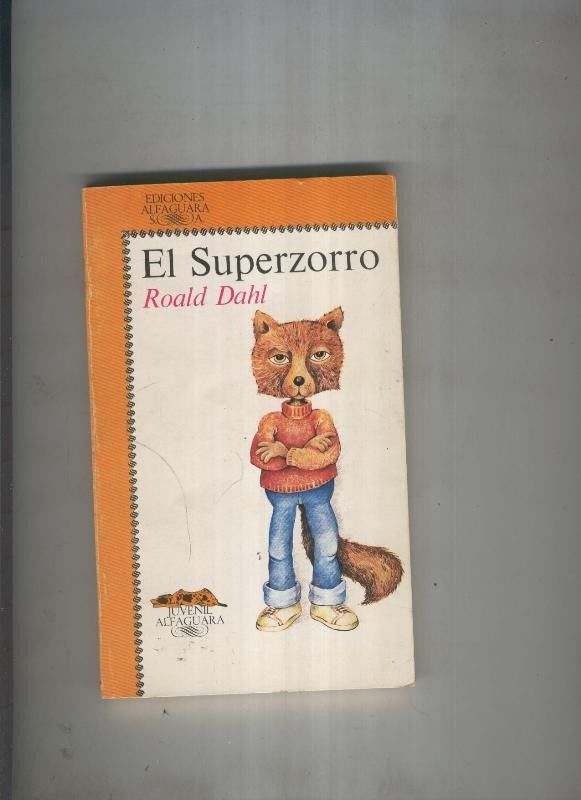 EDICIONES
ALFAGUARA
S. A.
El Superzorro
Roald Dahl
JUVENIL
ALFAGUARA